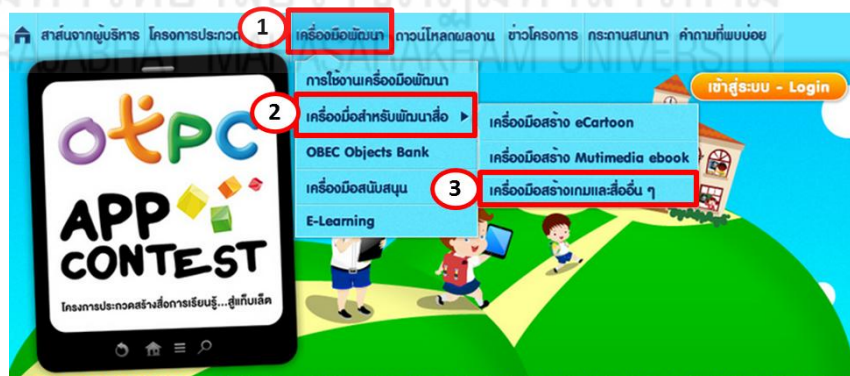 RAJABHAT MAHASARAKHAM UNIVERSITY
สาส์นจากผู้บริหาร โครงการประกวด 1 เครื่องมือพัฒนา ดาวน์โหลดผลงาน ข่าวโครงการ กระดานสนทนา คำถามที่พบบ่อย
เข้าสู่ระบบ - Login
การใช้งานเครื่องมือพัฒนา
2 เครื่องมือสำหรับพัฒนาสื่อ
OBEC Objects Bank
เครื่องมือสนับสนุน
E-Learning
เครื่องมือสร้าง eCartoon
เครื่องมือสร้าง Mutimedia ebook
3 เครื่องมือสร้างเกมและสื่ออื่น ๆ
otpc
APP
CONTEST
โครงการประกวดสร้างสื่อการเรียนรู้...สู่แท็บเล็ต